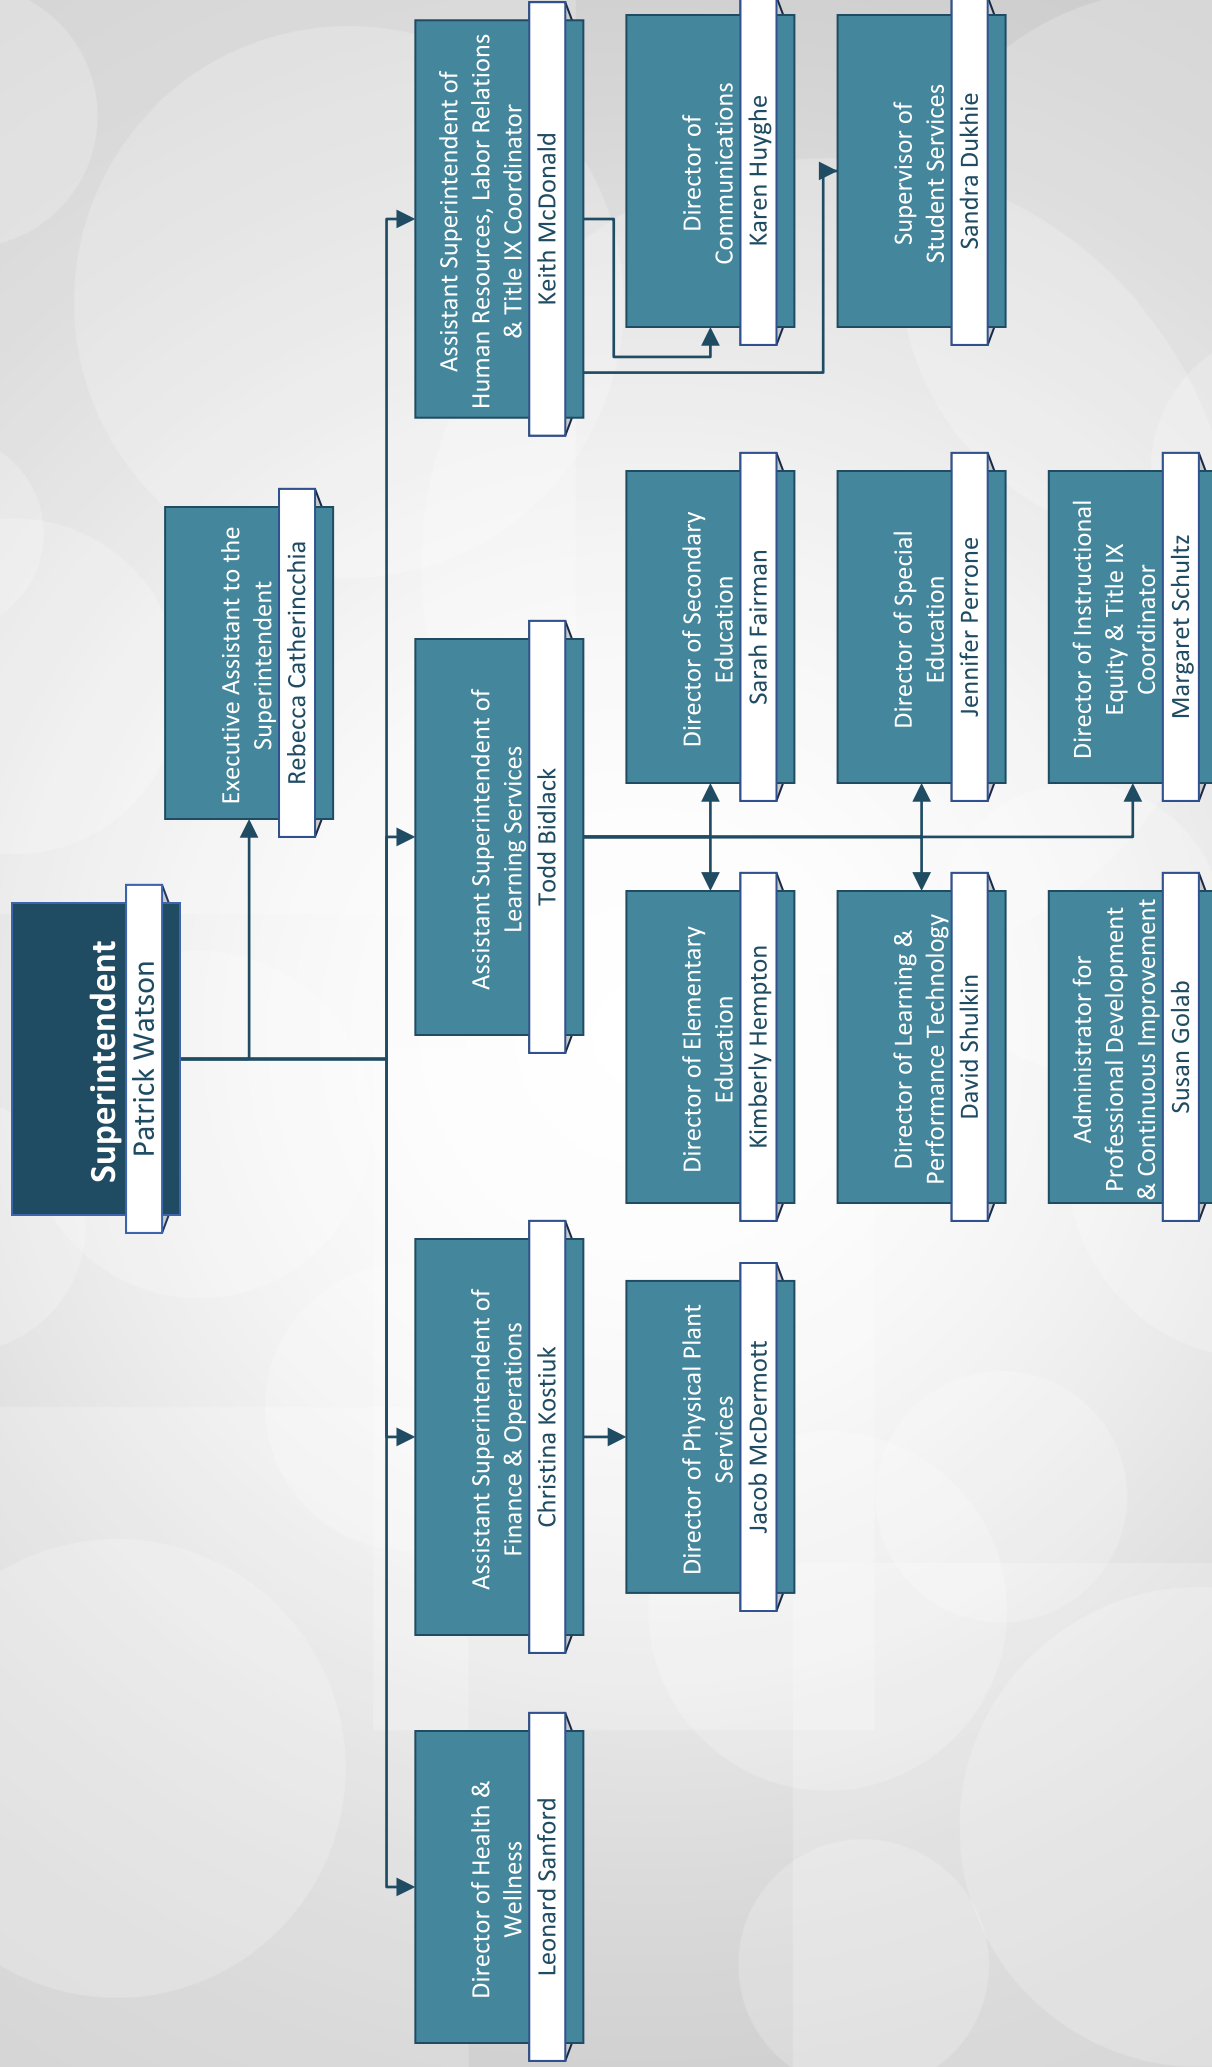 Superintendent
Patrick Watson
Executive Assistant to the
Superintendent
Rebecca Catherincchia
Director of Health &
Wellness
Leonard Sanford
Assistant Superintendent of
Finance & Operations
Christina Kostiuk
Assistant Superintendent of
Learning Services
Todd Bidlack
Assistant Superintendent of
Human Resources, Labor Relations
& Title IX Coordinator
Keith McDonald
Director of Physical Plant
Services
Jacob McDermott
Director of Elementary
Education
Kimberly Hempton
Director of Secondary
Education
Sarah Fairman
Director of
Communications
Karen Huyghe
Director of Learning &
Performance Technology
David Shulkin
Director of Special
Education
Jennifer Perrone
Supervisor of
Student Services
Sandra Dukhie
Administrator for
Professional Development
& Continuous Improvement
Susan Golab
Director of Instructional
Equity & Title IX
Coordinator
Margaret Schultz